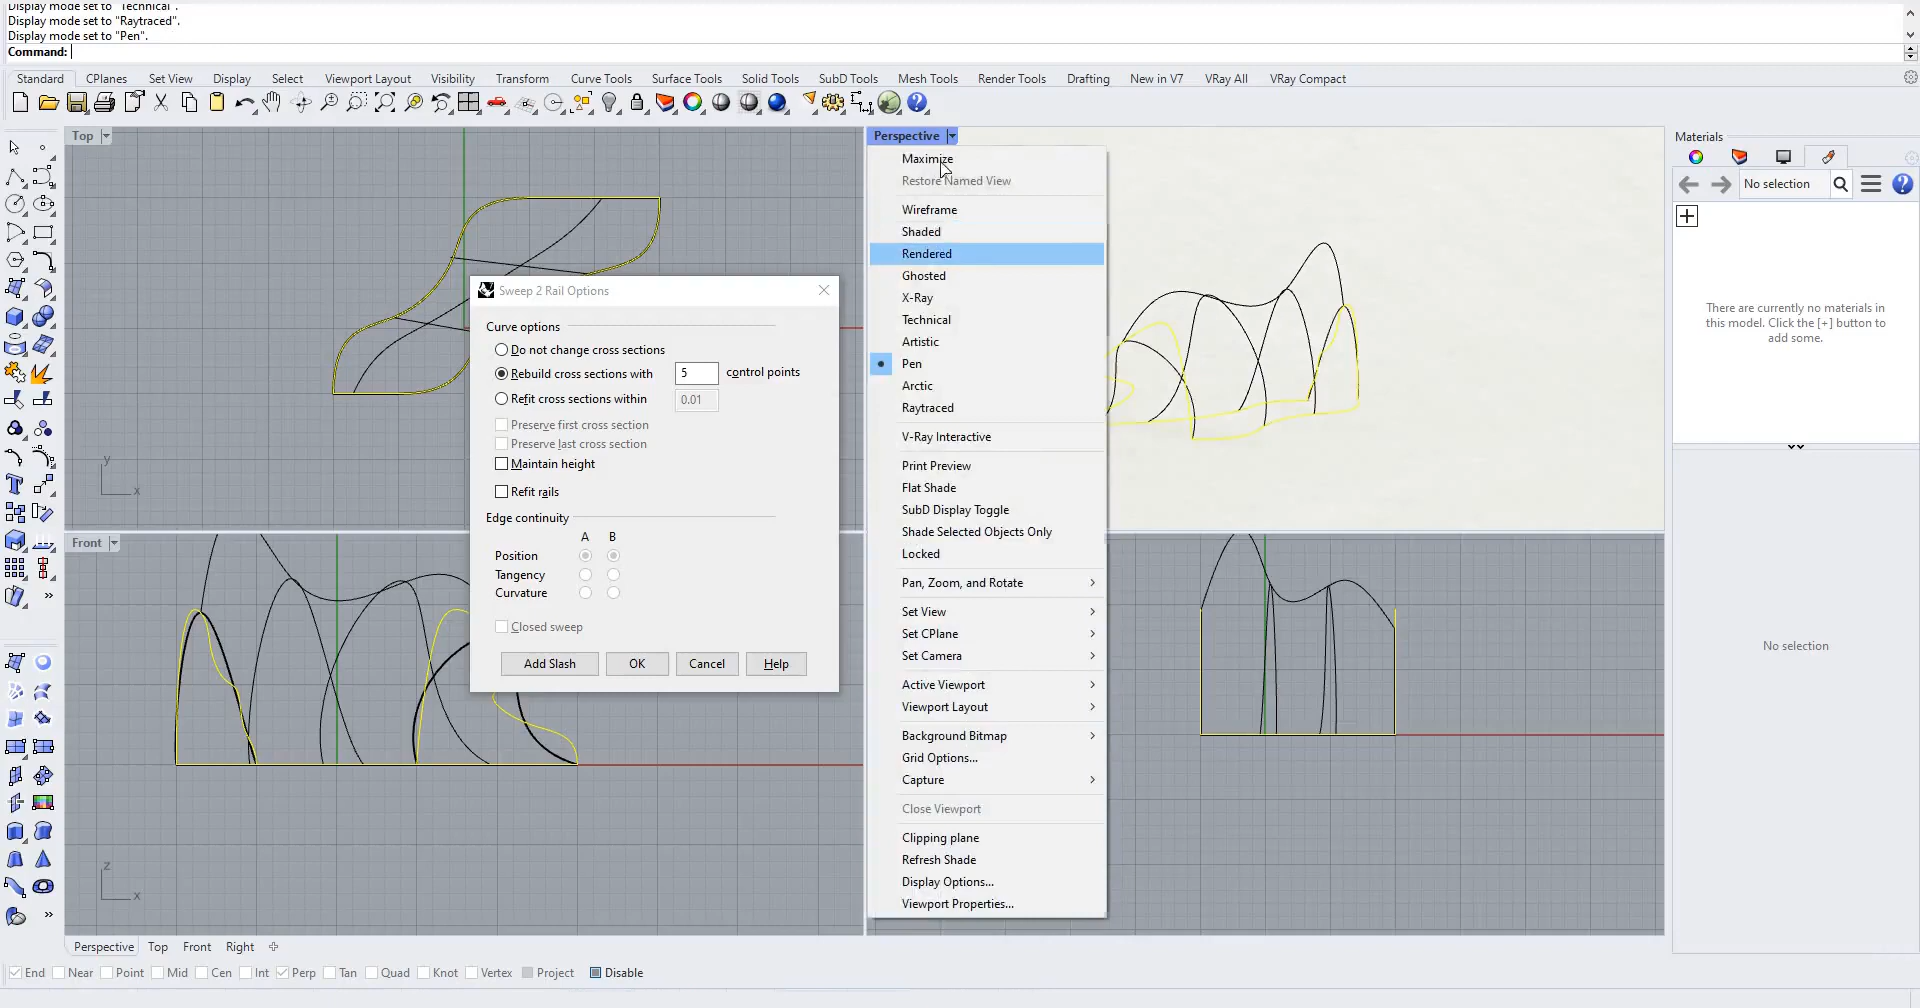 Display mode set to "Technical".
Display mode set to "Raytraced".
Display mode set to "Pen".
Command:
Standard CPlanes Set View Display Select Viewport Layout Visibility Transform Curve Tools Surface Tools Solid Tools SubD Tools Mesh Tools Render Tools Drafting New in V7 VRay All VRay Compact
Top
Perspective
Materials
Maximize
Restore Named View
Wireframe
Shaded
Rendered
Ghosted
X-Ray
Technical
Artistic
Pen
Arctic
Raytraced
V-Ray Interactive
Print Preview
Flat Shade
SubD Display Toggle
Shade Selected Objects Only
Locked
Pan, Zoom, and Rotate
Set View
Set CPlane
Set Camera
Active Viewport
Viewport Layout
Background Bitmap
Grid Options...
Capture
Close Viewport
Clipping plane
Refresh Shade
Display Options...
Viewport Properties...
No selection
There are currently no materials in
this model. Click the [+] button to
add some.
No selection
Sweep 2 Rail Options
Curve options
Do not change cross sections
Rebuild cross sections with 5 control points
Refit cross sections within 0.01
Preserve first cross section
Preserve last cross section
Maintain height
Refit rails
Edge continuity
A B
Position
Tangency
Curvature
Closed sweep
Add Slash OK Cancel Help
y
x
Front
z
x
Perspective Top Front Right
End Near Point Mid Cen Int Perp Tan Quad Knot Vertex Project Disable